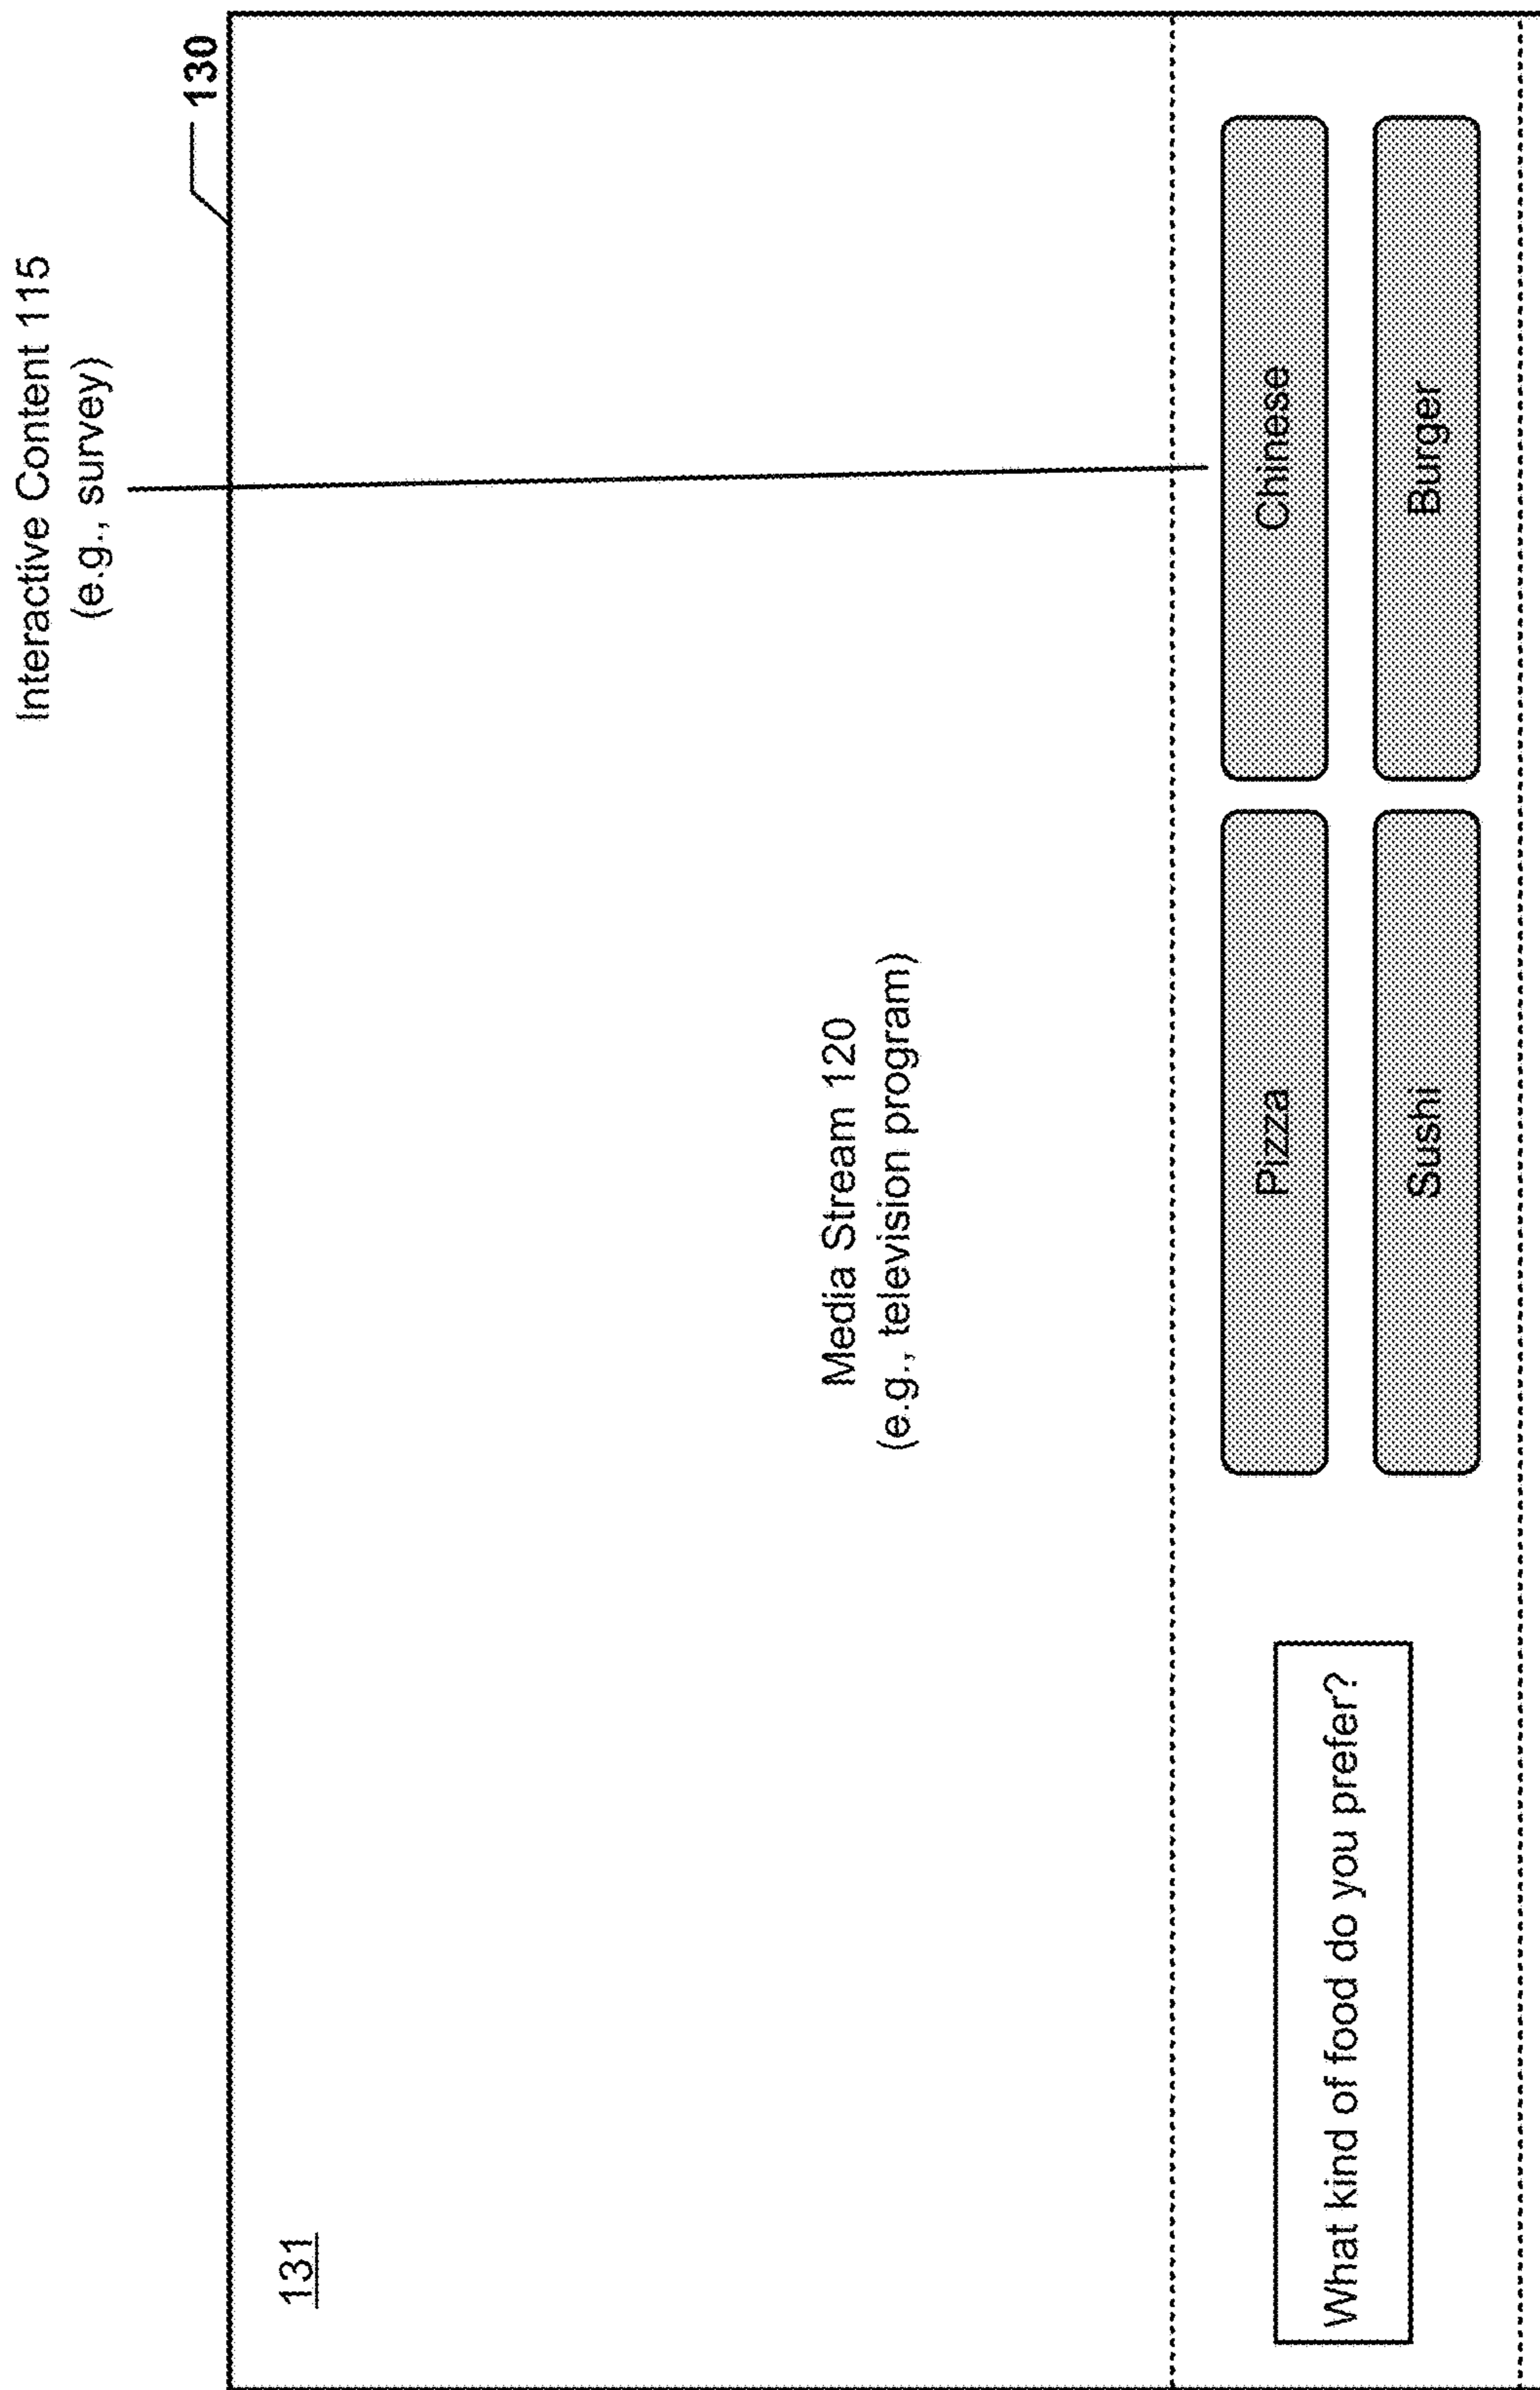 Interactive Content 115
(e.g., survey)
130
131
Media Stream 120
(e.g., television program)
What kind of food do you prefer?
Pizza
Chinese
Sushi
Burger